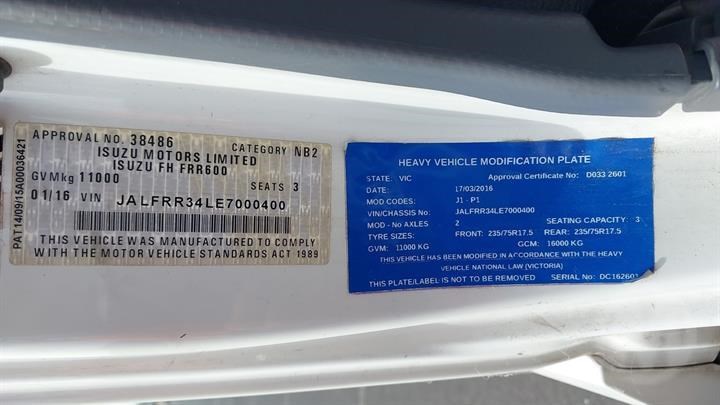 PAT14/09/15A00036421
APPROVAL NO. 38486 CATEGORY NB2
ISUZU MOTORS LIMITED
ISUZU FH FRR600
GVMkg 11000 SEATS 3
01/16 VIN JALFRR34LE7000400
THIS VEHICLE WAS MANUFACTURED TO COMPLY
WITH THE MOTOR VEHICLE STANDARDS ACT 1989
HEAVY VEHICLE MODIFICATION PLATE
STATE: VIC Approval Certificate No: D033 2601
DATE: 17/03/2016
MOD CODES: J1 - P1
VIN/CHASSIS No: JALFRR34LE7000400
MOD - No AXLES 2 SEATING CAPACITY: 3
TYRE SIZES: FRONT: 235/75R17.5 REAR: 235/75R17.5
GVM: 11000 KG GCM: 16000 KG
THIS VEHICLE HAS BEEN MODIFIED IN ACCORDANCE WITH THE HEAVY
VEHICLE NATIONAL LAW (VICTORIA)
THIS PLATE/LABEL IS NOT TO BE REMOVED SERIAL No: DC162601